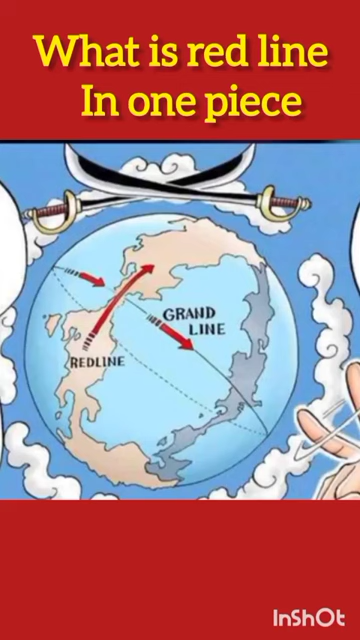 What is red line
In one piece
GRAND
LINE
REDLINE
InShOt